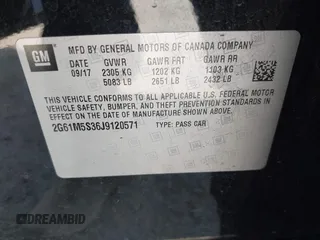 GM
MFD BY GENERAL MOTORS OF CANADA COMPANY
DATE GVWR GAWR FRT GAWR RR
09/17 2305 KG 1202 KG 1103 KG
5083 LB 2651 LB 2432 LB
THIS VEHICLE CONFORMS TO ALL APPLICABLE U.S. FEDERAL MOTOR
VEHICLE SAFETY, BUMPER, AND THEFT PREVENTION STANDARDS IN EFFECT
ON THE DATE OF MANUFACTURE SHOWN ABOVE.
2G61M5S36J9120571 TYPE: PASS CAR
DREAMBID